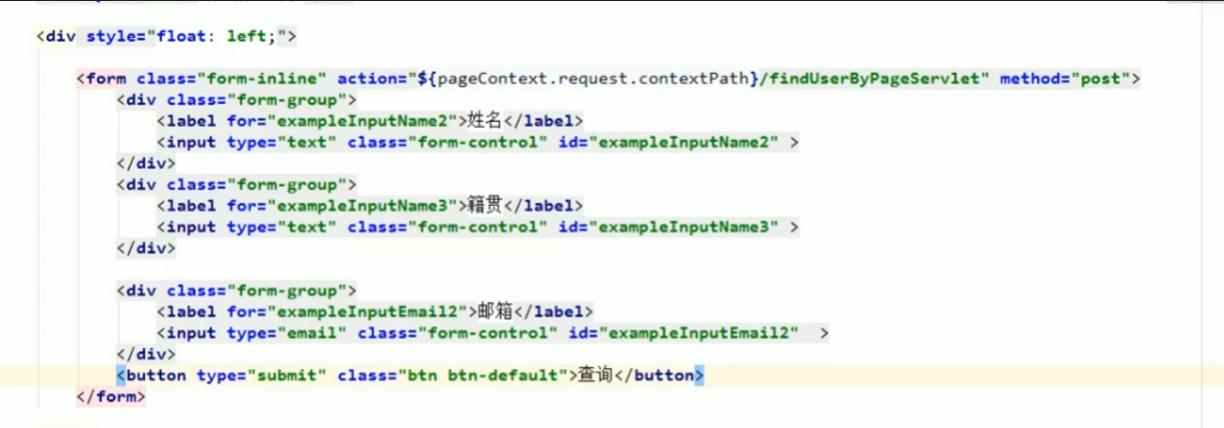 <div style="float: left;">
<form class="form-inline" action="${pageContext.request.contextPath}/findUserByPageServlet" method="post">
<div class="form-group">
<label for="exampleInputName2">姓名</label>
<input type="text" class="form-control" id="exampleInputName2" >
</div>
<div class="form-group">
<label for="exampleInputName3">籍贯</label>
<input type="text" class="form-control" id="exampleInputName3" >
</div>
<div class="form-group">
<label for="exampleInputEmail2">邮箱</label>
<input type="email" class="form-control" id="exampleInputEmail2"  >
</div>
<button type="submit" class="btn btn-default">查询</button>
</form>